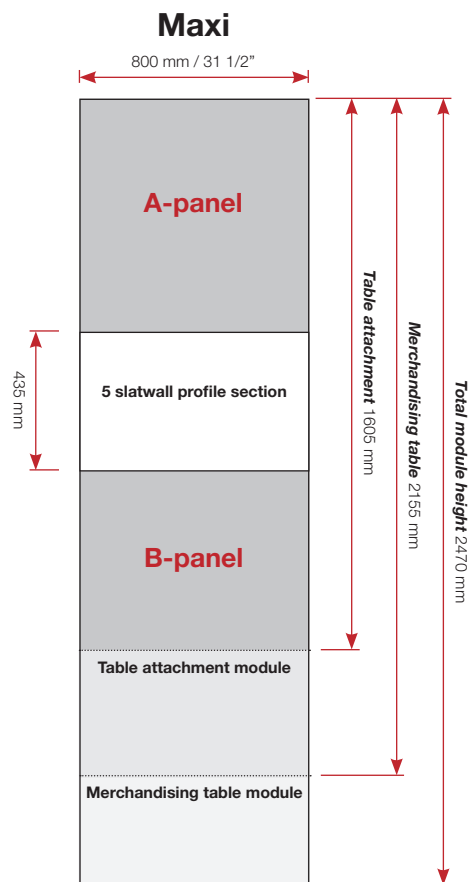 Maxi
800 mm / 31 1/2”
A-panel
Table attachment 1605 mm
Merchandising table 2155 mm
Total module height 2470 mm
435 mm
5 slatwall profile section
B-panel
Table attachment module
Merchandising table module